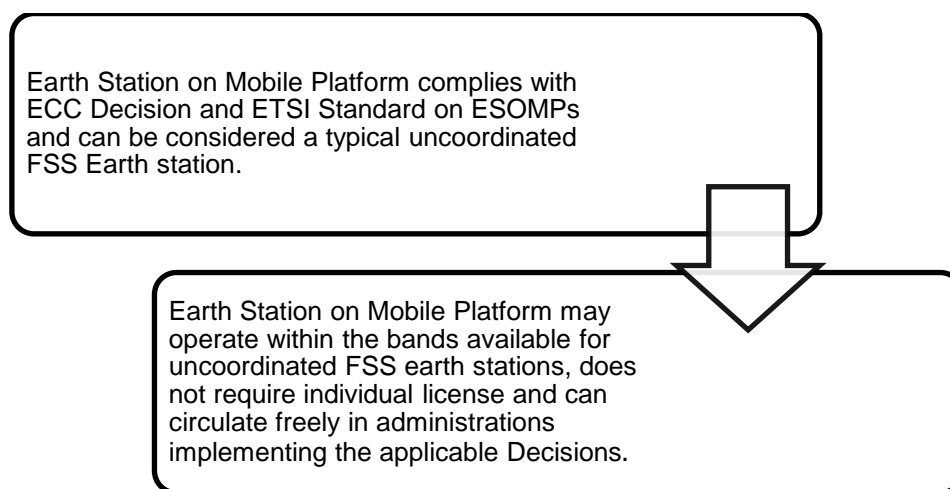 Earth Station on Mobile Platform complies with
ECC Decision and ETSI Standard on ESOMPs
and can be considered a typical uncoordinated
FSS Earth station.
Earth Station on Mobile Platform may
operate within the bands available for
uncoordinated FSS earth stations, does
not require individual license and can
circulate freely in administrations
implementing the applicable Decisions.